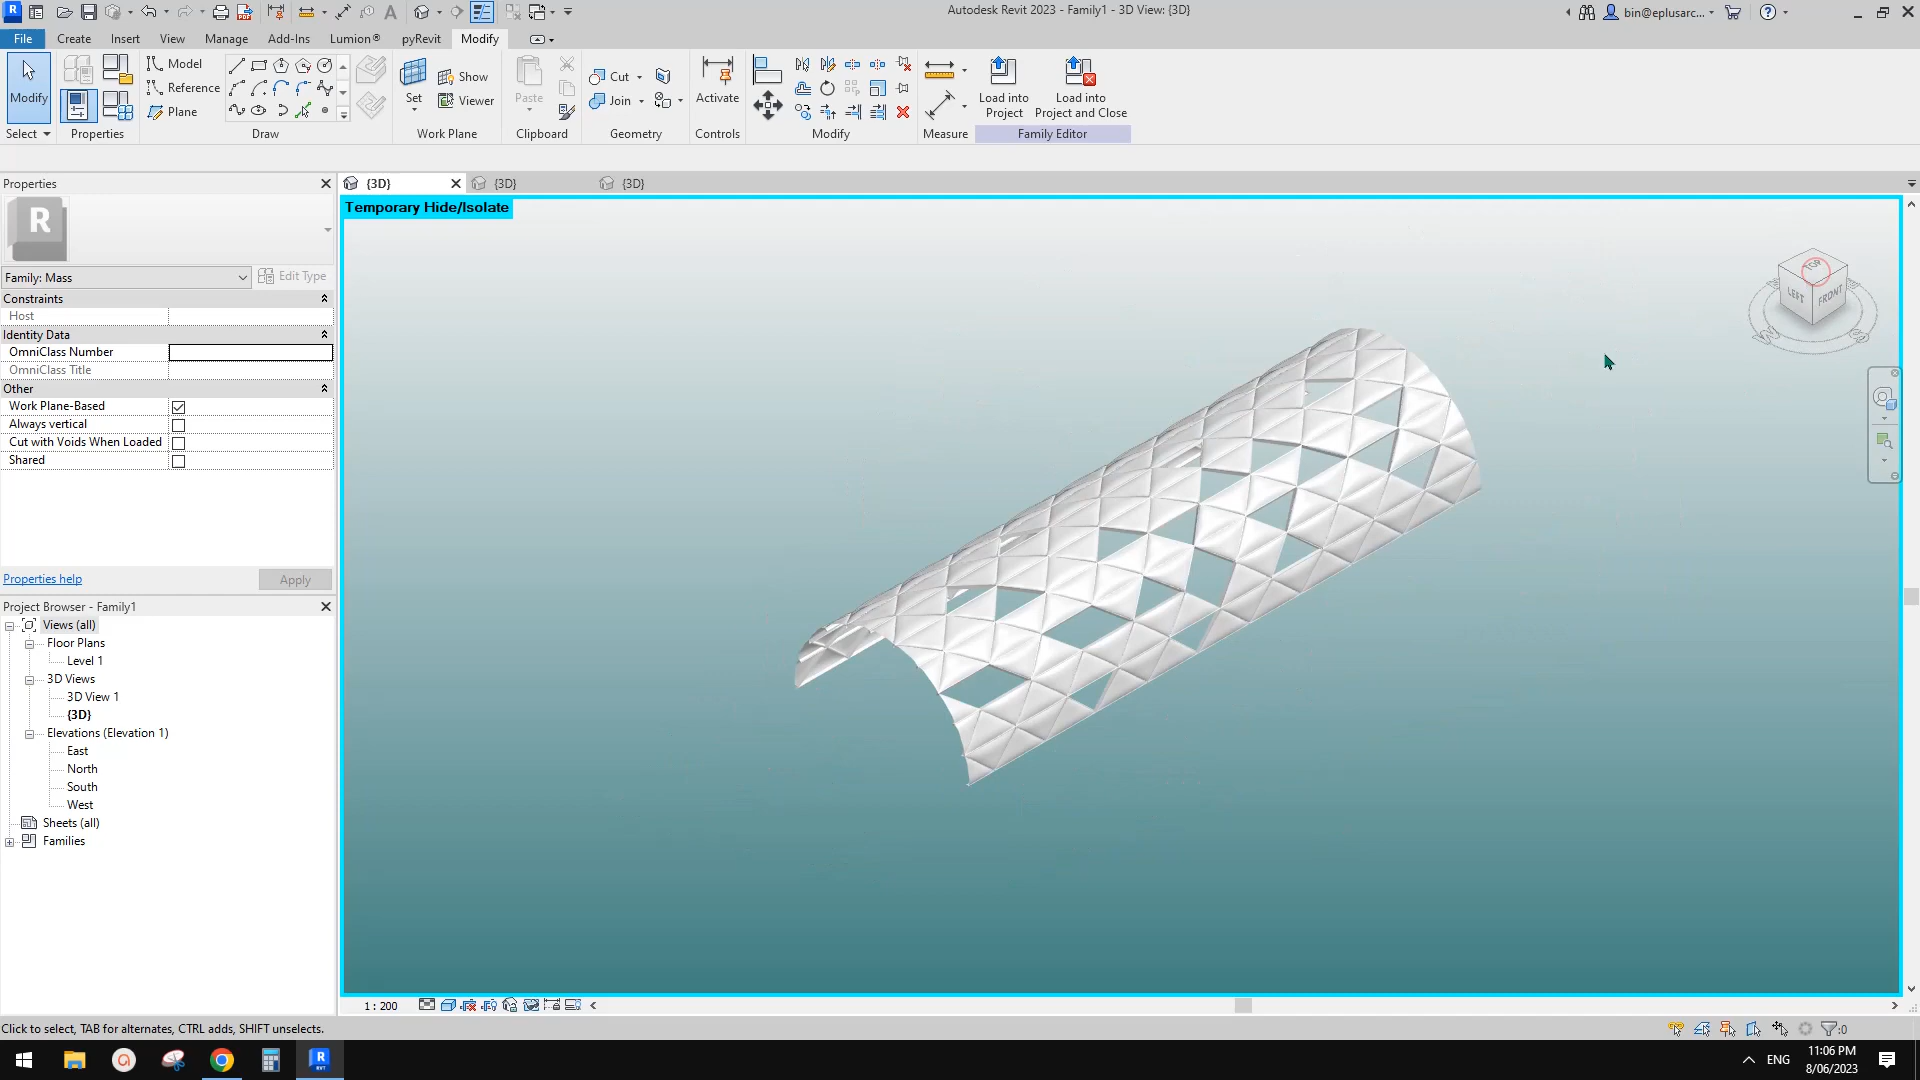 Autodesk Revit 2023 - Family1 - 3D View: {3D}
bin@eplusarc...
File
Create
Insert
View
Manage
Add-Ins
Lumion®
pyRevit
Modify
Modify
Select
Properties
Model
Reference
Plane
Draw
Set
Show
Viewer
Work Plane
Paste
Clipboard
Cut
Join
Geometry
Activate
Controls
Modify
Measure
Load into
Project
Load into
Project and Close
Family Editor
Properties
{3D}
{3D}
{3D}
R
Temporary Hide/Isolate
Family: Mass
Edit Type
Constraints
Host
Identity Data
OmniClass Number
OmniClass Title
Other
Work Plane-Based
Always vertical
Cut with Voids When Loaded
Shared
Properties help
Apply
TOP
LEFT
FRONT
W
Project Browser - Family1
Views (all)
Floor Plans
Level 1
3D Views
3D View 1
{3D}
Elevations (Elevation 1)
East
North
South
West
Sheets (all)
Families
1 : 200
Click to select, TAB for alternates, CTRL adds, SHIFT unselects.
:0
ENG
11:06 PM
8/06/2023